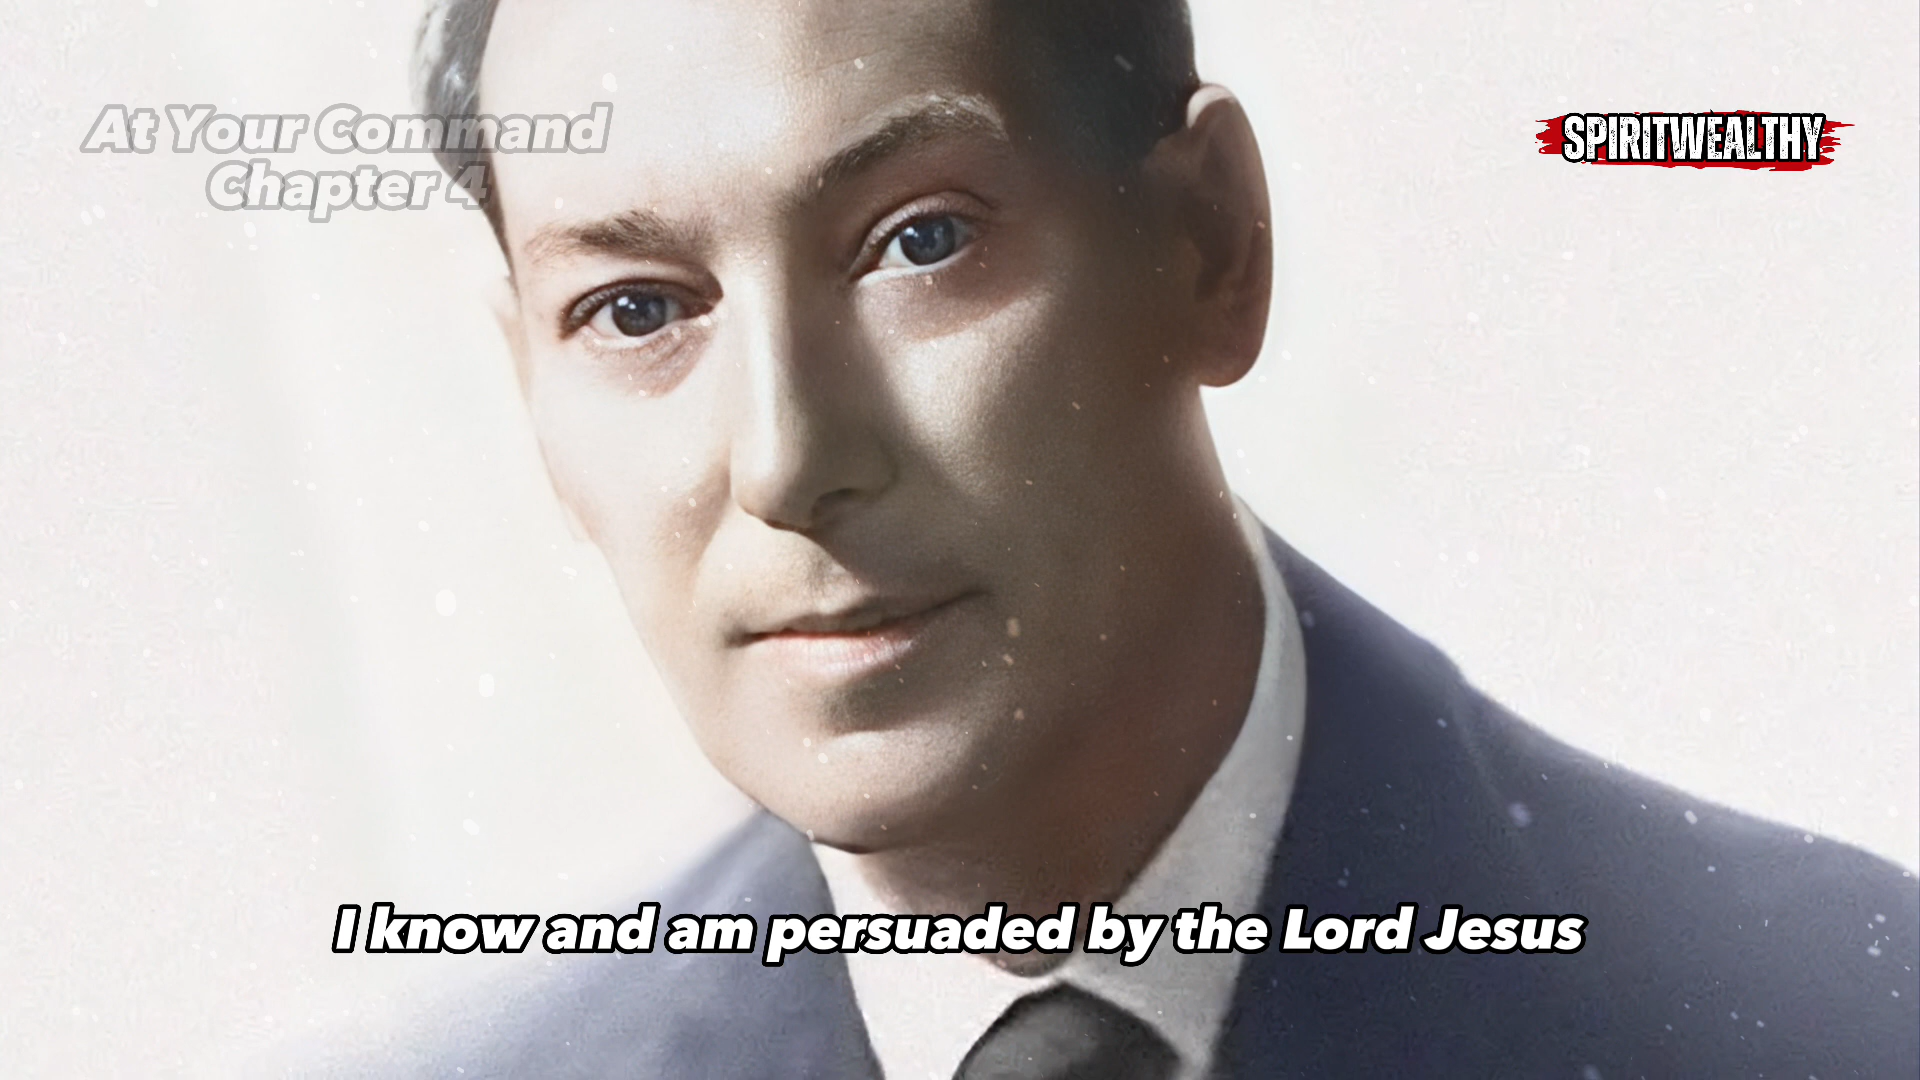 At Your Command
Chapter 4
SPIRITWEALTHY
I know and am persuaded by the Lord Jesus